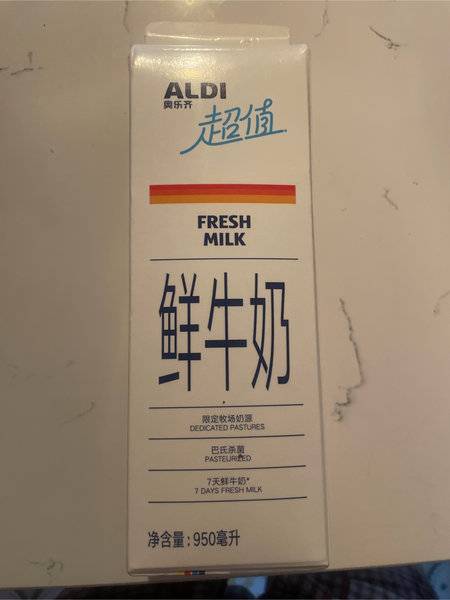 ALDI
奥乐齐
超值
FRESH
MILK
鲜牛奶
限定牧场奶源
DEDICATED PASTURES
巴氏杀菌
PASTEURIZED
7天鲜牛奶*
7 DAYS FRESH MILK
净含量:950毫升